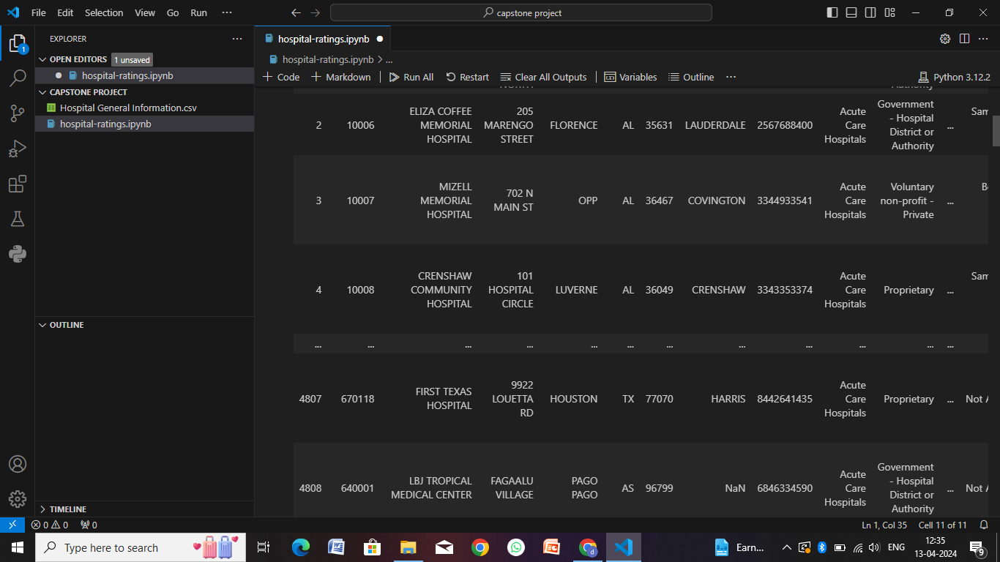 File Edit Selection View Go Run ... capstone project
EXPLORER ...
OPEN EDITORS 1 unsaved
hospital-ratings.ipynb
CAPSTONE PROJECT
Hospital General Information.csv
hospital-ratings.ipynb
OUTLINE
TIMELINE
1
hospital-ratings.ipynb
hospital-ratings.ipynb > ...
Code Markdown Run All Restart Clear All Outputs Variables Outline ... Python 3.12.2
2 10006 ELIZA COFFEE MEMORIAL HOSPITAL 205 MARENGO STREET FLORENCE AL 35631 LAUDERDALE 2567688400 Acute Care Hospitals Government - Hospital District or Authority ... Sam
3 10007 MIZELL MEMORIAL HOSPITAL 702 N MAIN ST OPP AL 36467 COVINGTON 3344933541 Acute Care Hospitals Voluntary non-profit - Private ...
4 10008 CRENSHAW COMMUNITY HOSPITAL 101 HOSPITAL CIRCLE LUVERNE AL 36049 CRENSHAW 3343353374 Acute Care Hospitals Proprietary ... Sam
... ... ... ... ... ... ... ... ... ... ... ...
4807 670118 FIRST TEXAS HOSPITAL 9922 LOUETTA RD HOUSTON TX 77070 HARRIS 8442641435 Acute Care Hospitals Proprietary ... Not A
4808 640001 LBJ TROPICAL MEDICAL CENTER FAGAALU VILLAGE PAGO PAGO AS 96799 NaN 6846334590 Acute Care Hospitals Government - Hospital District or Authority ... Not A
0 0 0 Ln 1, Col 35 Cell 11 of 11
Type here to search Earn... ENG 12:35
13-04-2024 9